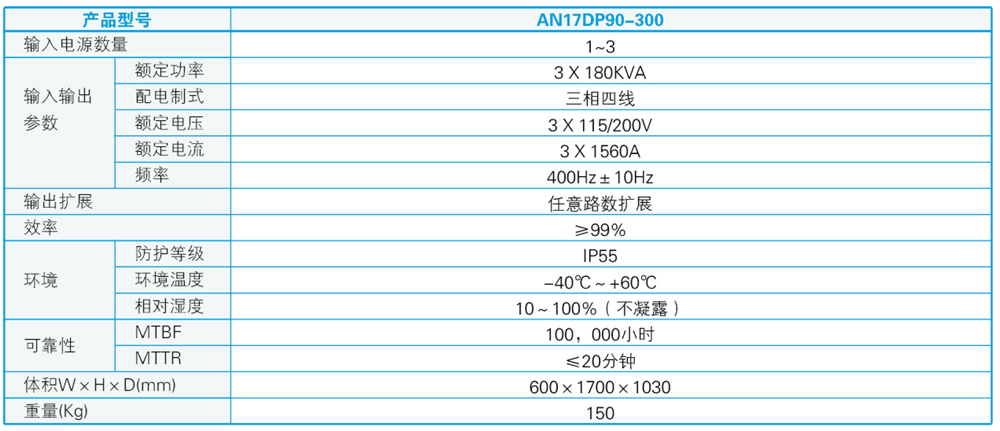 产品型号 AN17DP90-300
输入电源数量 1~3
输入输出参数 额定功率 3 X 180KVA
配电制式 三相四线
额定电压 3 X 115/200V
额定电流 3 X 1560A
频率 400Hz ± 10Hz
输出扩展 任意路数扩展
效率 ≥99%
环境 防护等级 IP55
环境温度 -40℃ ~ +60℃
相对湿度 10 ~ 100%（不凝露）
可靠性 MTBF 100，000小时
MTTR ≤20分钟
体积W × H × D(mm) 600 × 1700 × 1030
重量(Kg) 150